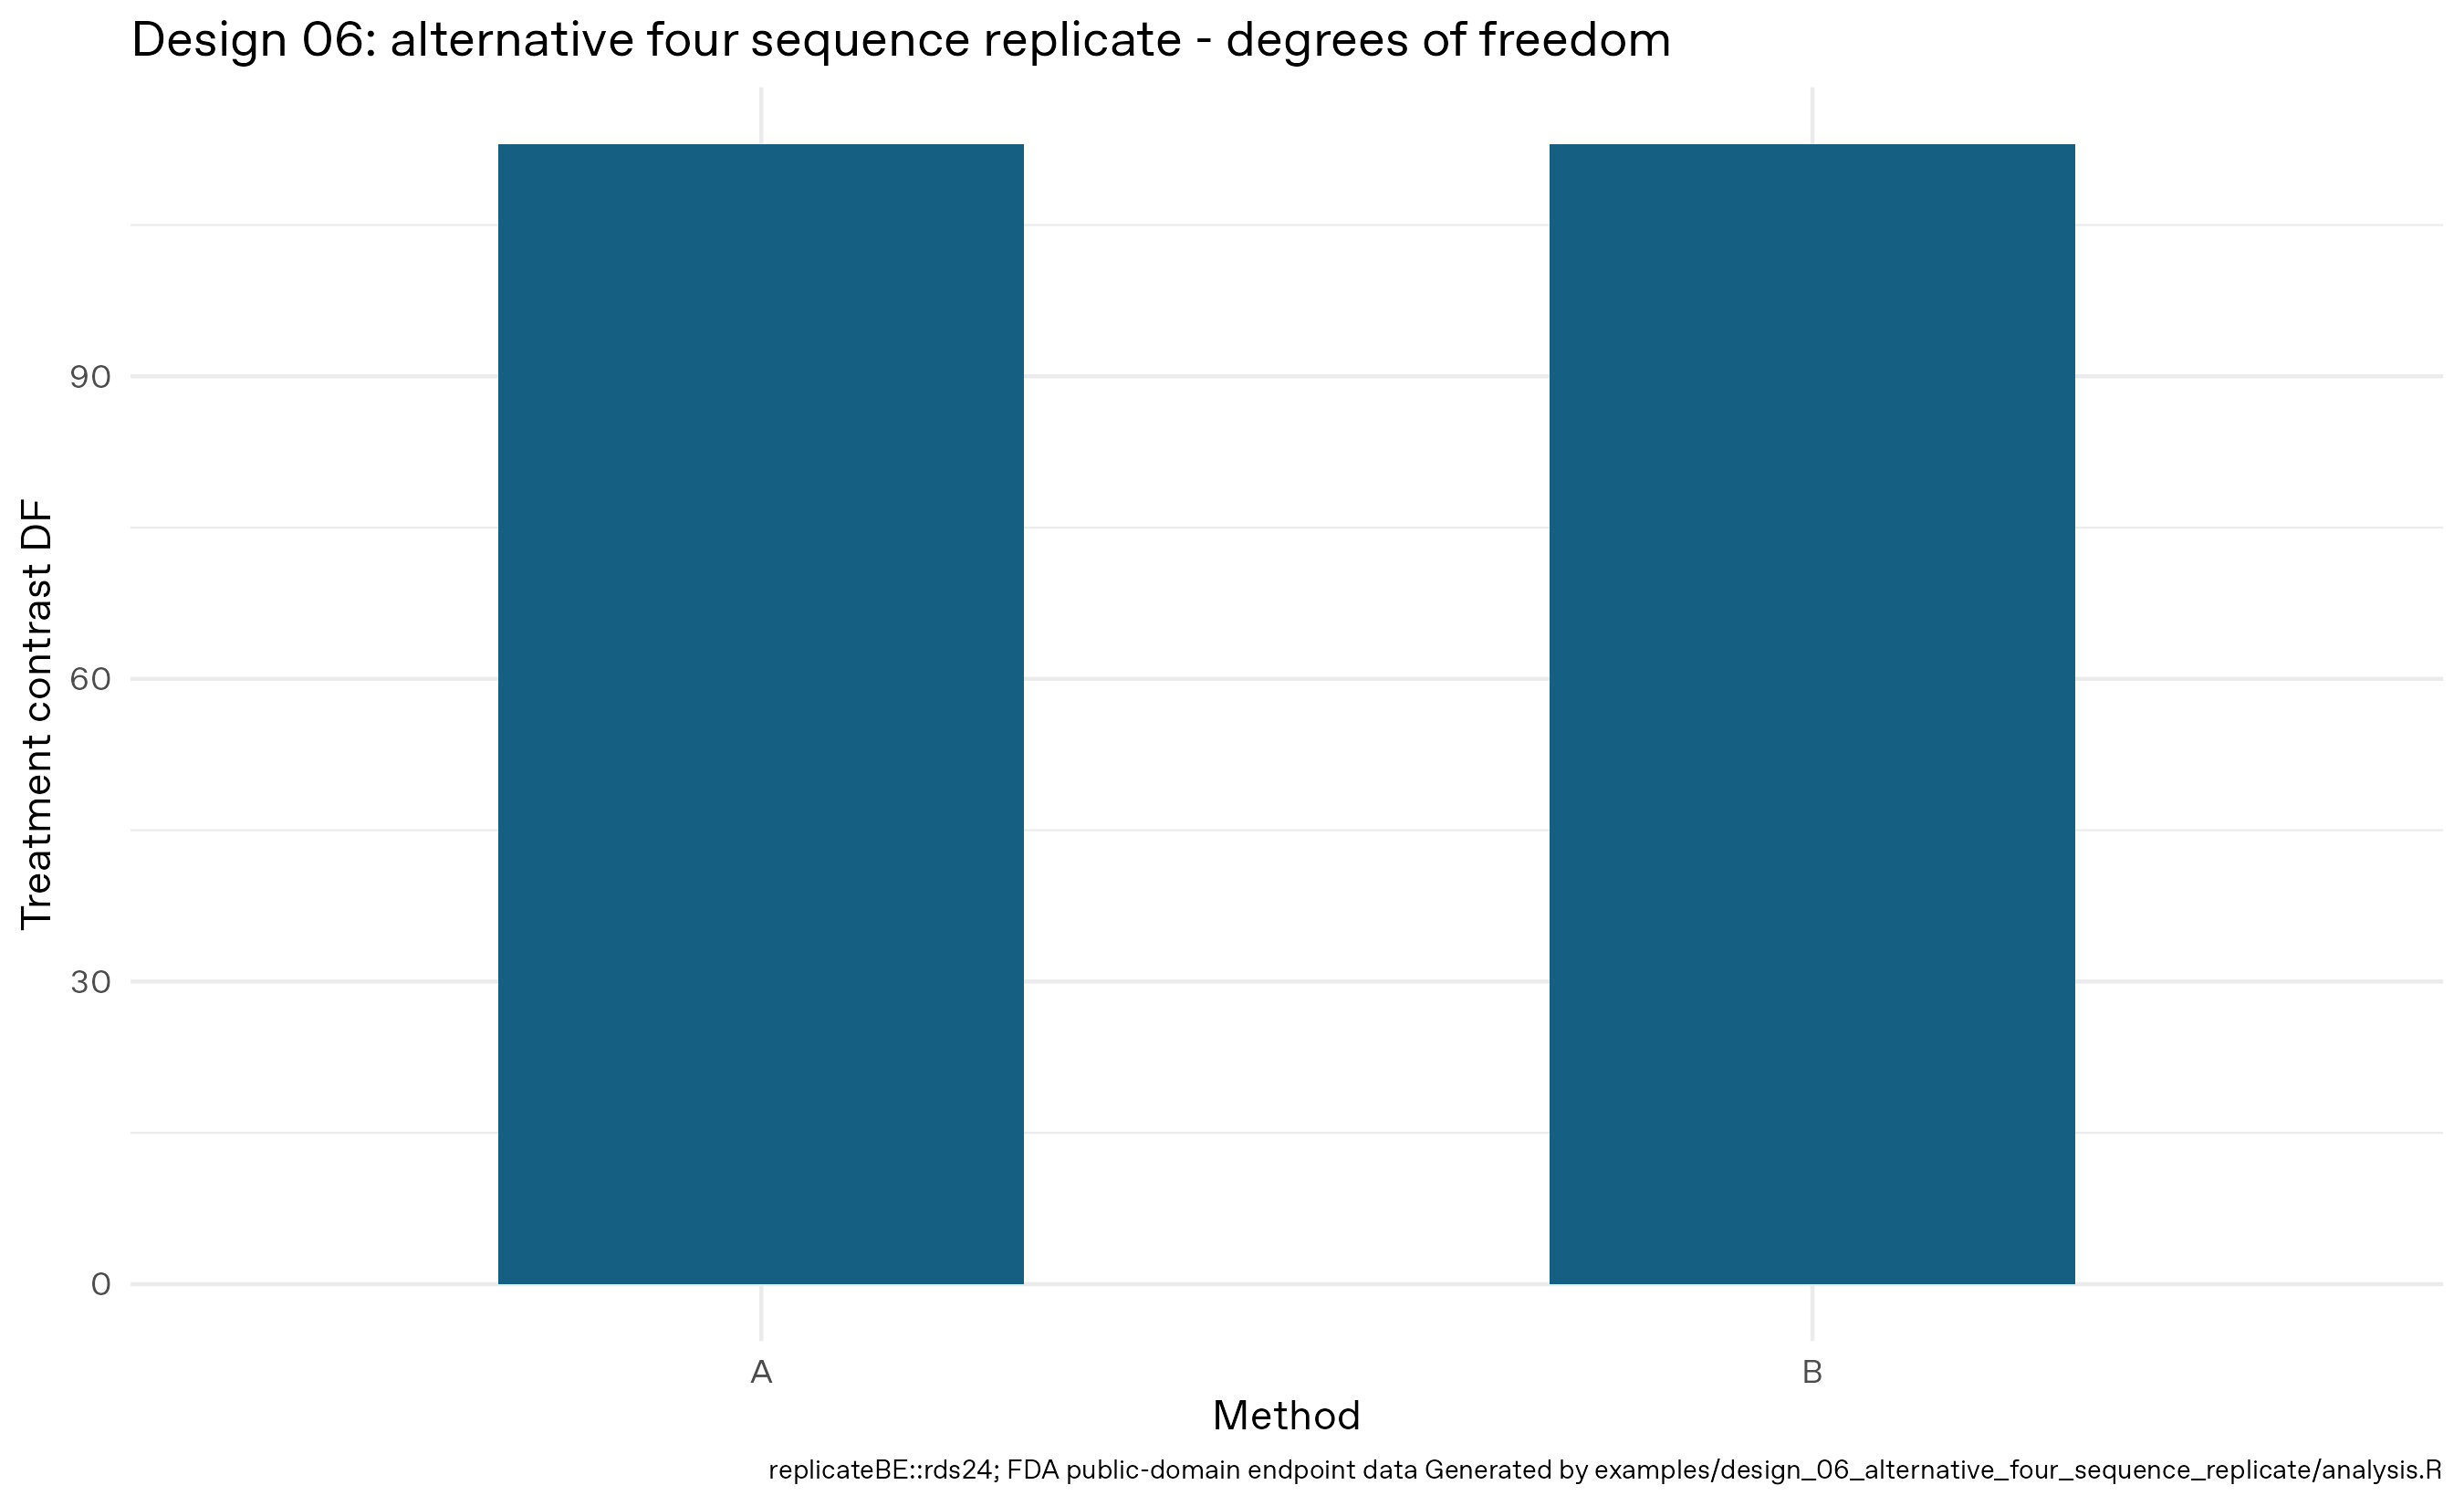 Design 06: alternative four sequence replicate - degrees of freedom
Treatment contrast DF
90
60
30
0
A
B
Method
replicateBE::rds24; FDA public-domain endpoint data Generated by examples/design_06_alternative_four_sequence_replicate/analysis.R